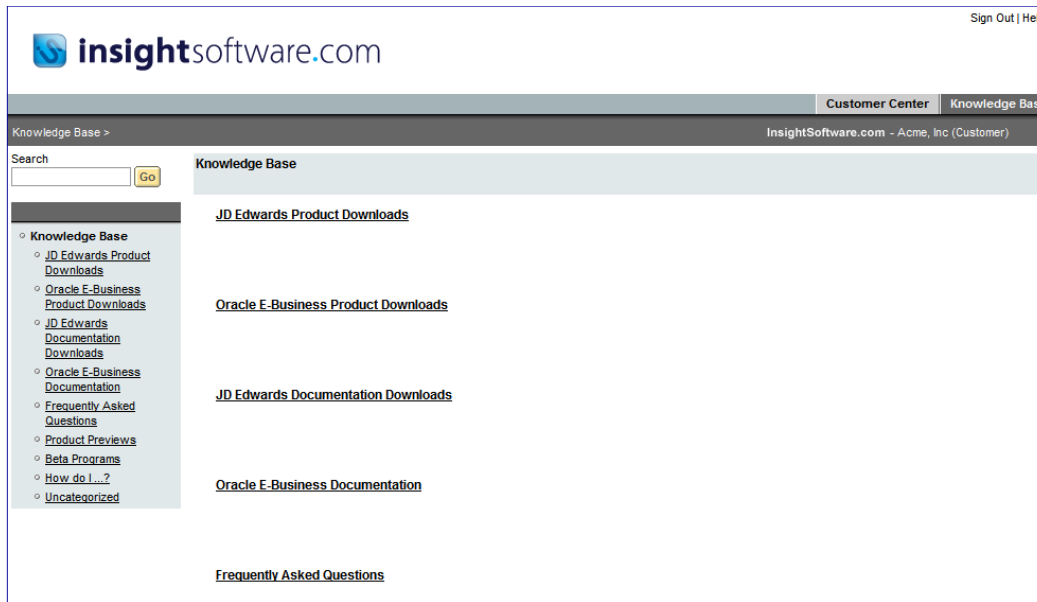 Sign Out | Hel
insightsoftware.com
Customer Center
Knowledge Bas
Knowledge Base >
InsightSoftware.com - Acme, Inc (Customer)
Search
Go
Knowledge Base
Knowledge Base
JD Edwards Product
Downloads
Oracle E-Business
Product Downloads
JD Edwards
Documentation
Downloads
Oracle E-Business
Documentation
Frequently Asked
Questions
Product Previews
Beta Programs
How do I ...?
Uncategorized
JD Edwards Product Downloads
Oracle E-Business Product Downloads
JD Edwards Documentation Downloads
Oracle E-Business Documentation
Frequently Asked Questions